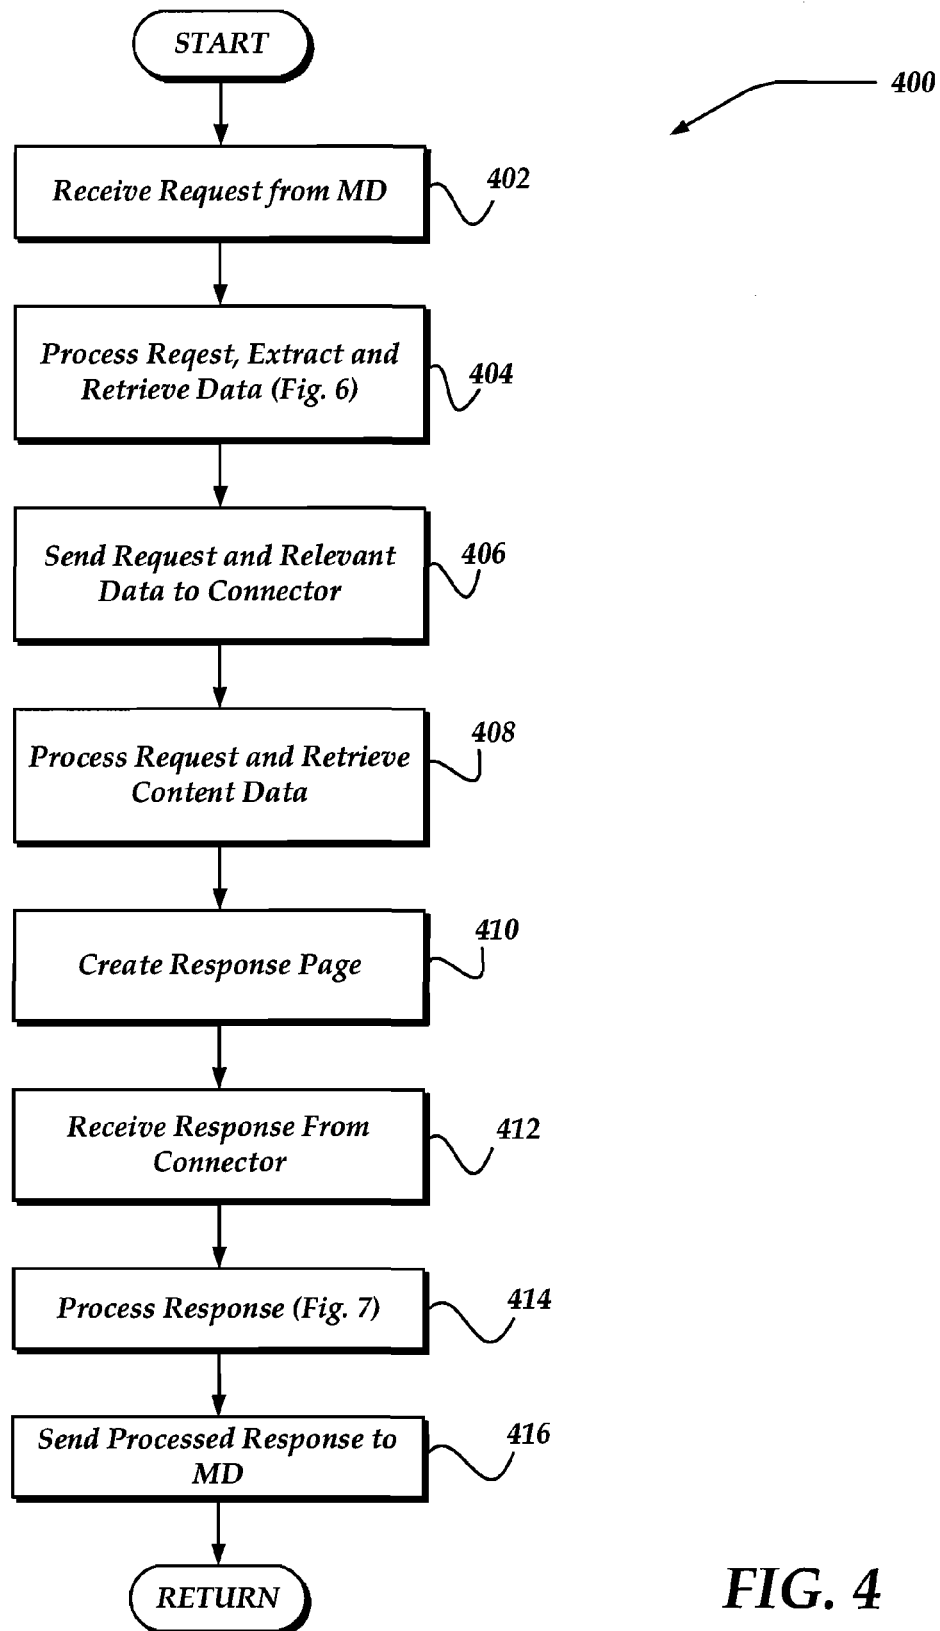 START
400
Receive Request from MD
402
Process Reqest, Extract and
Retrieve Data (Fig. 6)
404
Send Request and Relevant
Data to Connector
406
Process Request and Retrieve
Content Data
408
Create Response Page
410
Receive Response From
Connector
412
Process Response (Fig. 7)
414
Send Processed Response to
MD
416
RETURN
FIG. 4